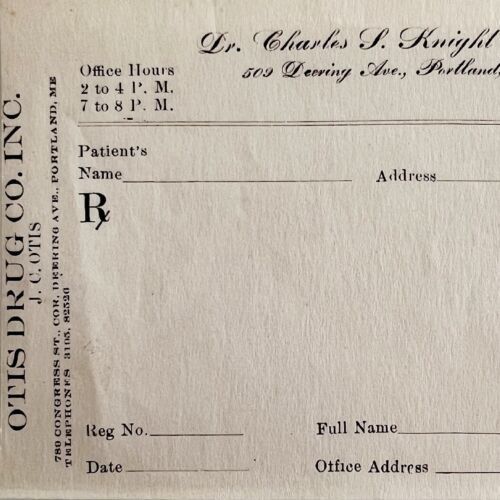 Dr. Charles S. Knight
509 Deering Ave., Portland,
Office Hours
2 to 4 P. M.
7 to 8 P. M.
Patient's
Name Address
℞
Reg No. Full Name
Date Office Address
OTIS DRUG CO. INC.
J. C. OTIS
780 CONGRESS ST., COR. DEERING AVE., PORTLAND, ME
TELEPHONES 3105, 82520